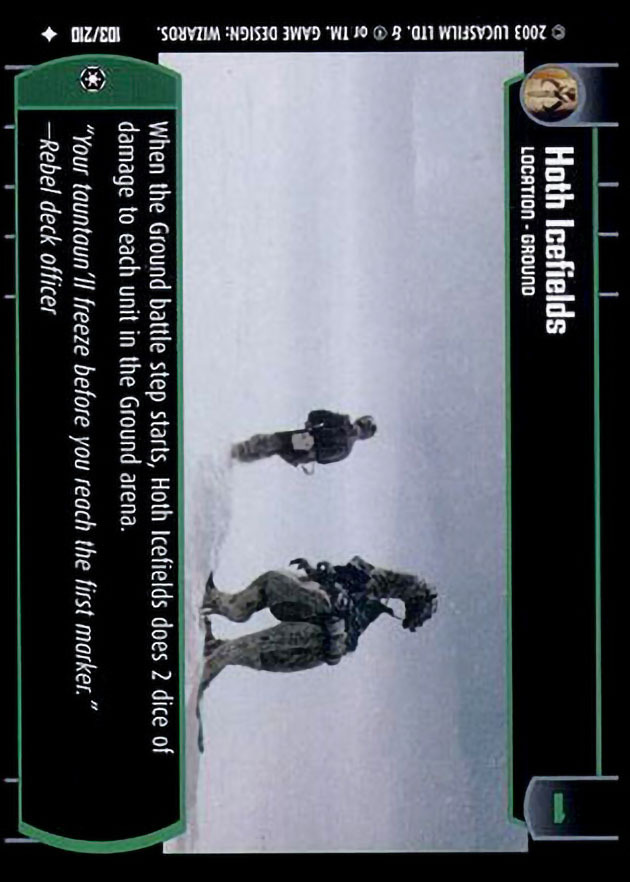 Hoth Icefields
LOCATION - GROUND
1
When the Ground battle step starts, Hoth Icefields does 2 dice of
damage to each unit in the Ground arena.
“Your tauntaun'll freeze before you reach the first marker.”
—Rebel deck officer
© 2003 LUCASFILM LTD. & ® or TM. GAME DESIGN: WIZARDS.
103/210